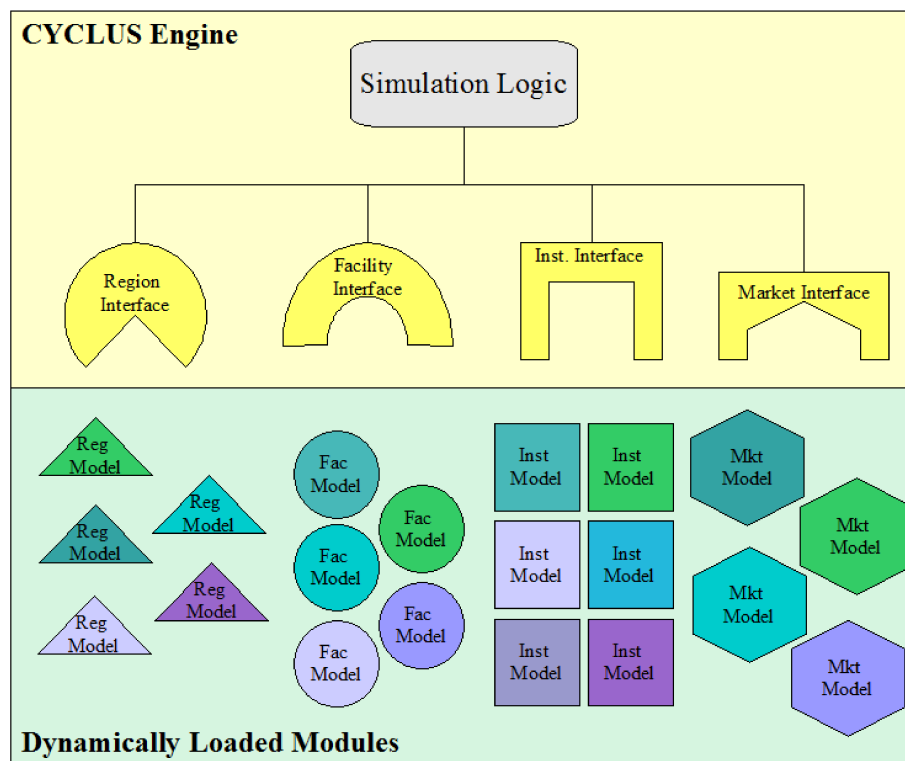 CYCLUS Engine
Simulation Logic
Region
Interface
Facility
Interface
Inst. Interface
Market Interface
Reg
Model
Reg
Model
Reg
Model
Reg
Model
Reg
Model
Fac
Model
Fac
Model
Fac
Model
Fac
Model
Fac
Model
Inst
Model
Inst
Model
Inst
Model
Inst
Model
Inst
Model
Inst
Model
Mkt
Model
Mkt
Model
Mkt
Model
Mkt
Model
Dynamically Loaded Modules